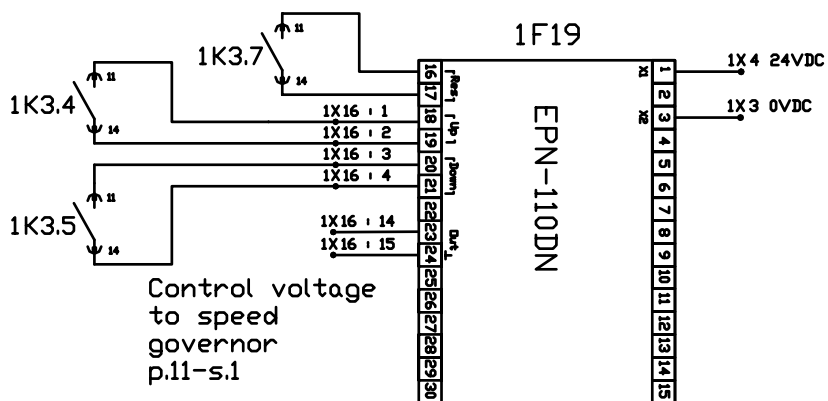 1F19
EPN-110DN
1K3.7
11
14
1K3.4
11
14
1K3.5
11
14
1X16 : 1
1X16 : 2
1X16 : 3
1X16 : 4
1X16 : 14
1X16 : 15
16
17
18
19
20
21
22
23
24
25
26
27
28
29
30
Res
Up
Down
Out
X1
X2
1
2
3
4
5
6
7
8
9
10
11
12
13
14
15
1X4 24VDC
1X3 0VDC
Control voltage
to speed
governor
p.11-s.1